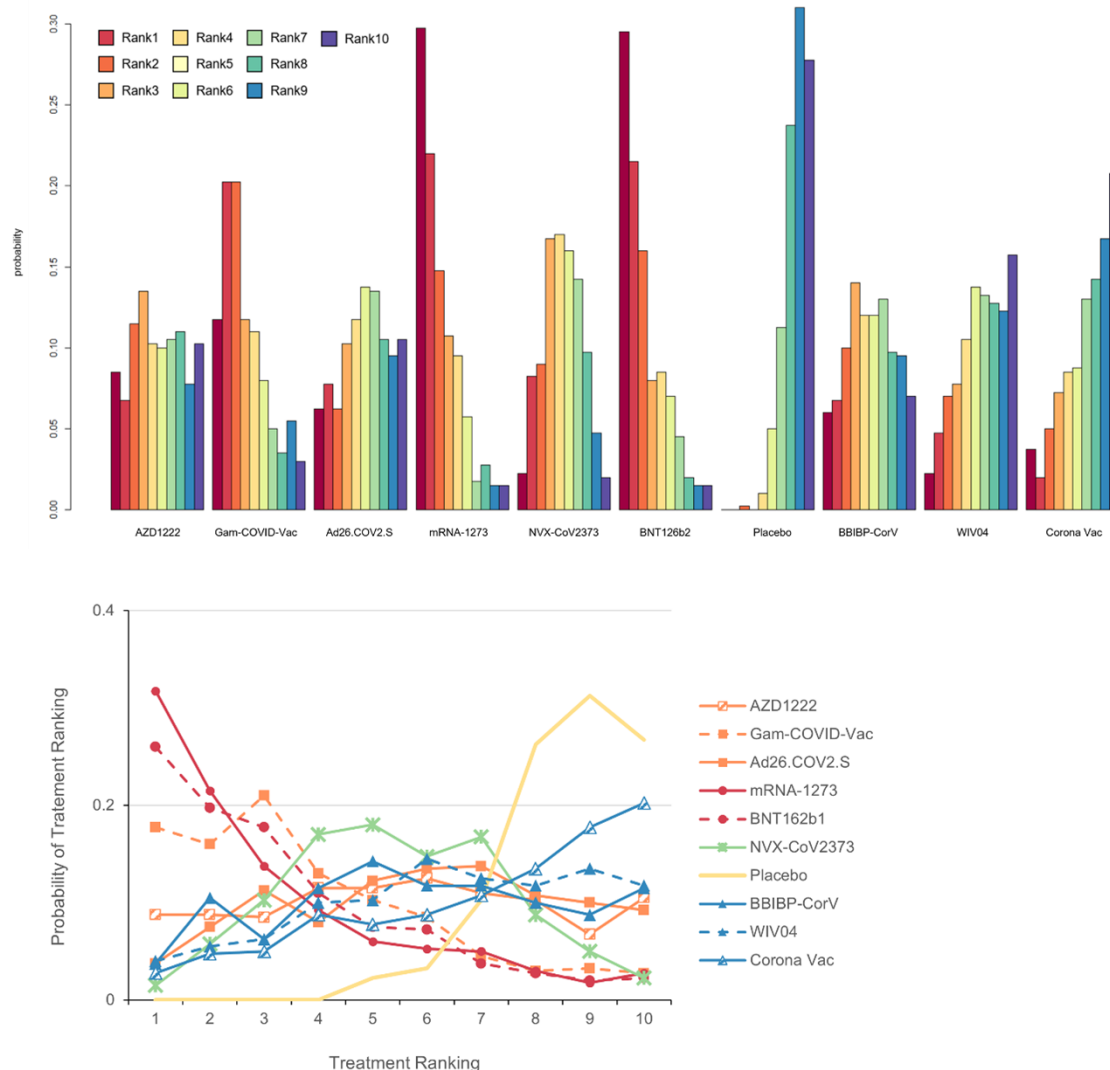 0.30
Rank1 Rank4 Rank7 Rank10
Rank2 Rank5 Rank8
Rank3 Rank6 Rank9
0.25
0.20
probability
0.15
0.10
0.05
0.00
AZD1222 Gam-COVID-Vac Ad26.COV2.S mRNA-1273 NVX-CoV2373 BNT126b2 Placebo BBIBP-CorV WIV04 Corona Vac
0.4
Probability of Tratement Ranking
0.2
0
1 2 3 4 5 6 7 8 9 10
Treatment Ranking
AZD1222
Gam-COVID-Vac
Ad26.COV2.S
mRNA-1273
BNT162b1
NVX-CoV2373
Placebo
BBIBP-CorV
WIV04
Corona Vac